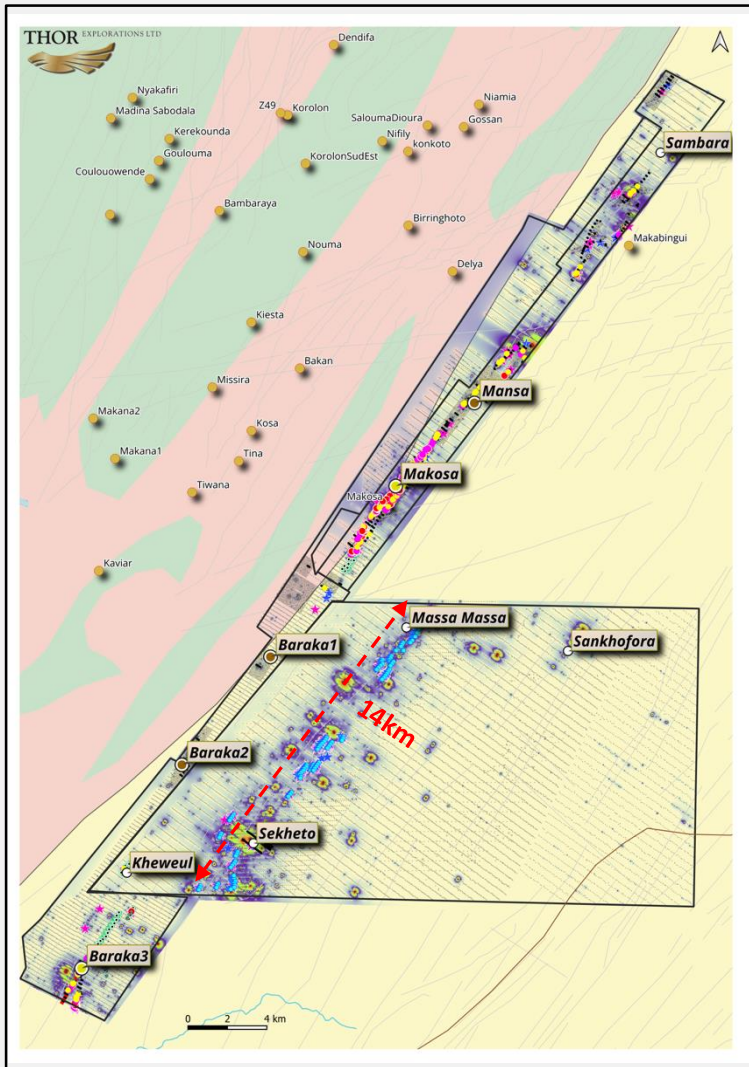 THOR EXPLORATIONS LTD
Dendifa
Nyakafiri
Madina Sabodala
Z49
Korolon
Niamia
SaloumaDioura
Gossan
Kerekounda
Nifily
Sambara
Goulouma
konkoto
KorolonSudEst
Coulouowende
Bambaraya
Birringhoto
Makabingui
Nouma
Delya
Kiesta
Bakan
Missira
Mansa
Makana2
Kosa
Makana1
Tina
Makosa
Tiwana
Makosa
Kaviar
Massa Massa
Sankhofora
Baraka1
14km
Baraka2
Sekheto
Kheweul
Baraka3
0 2 4 km